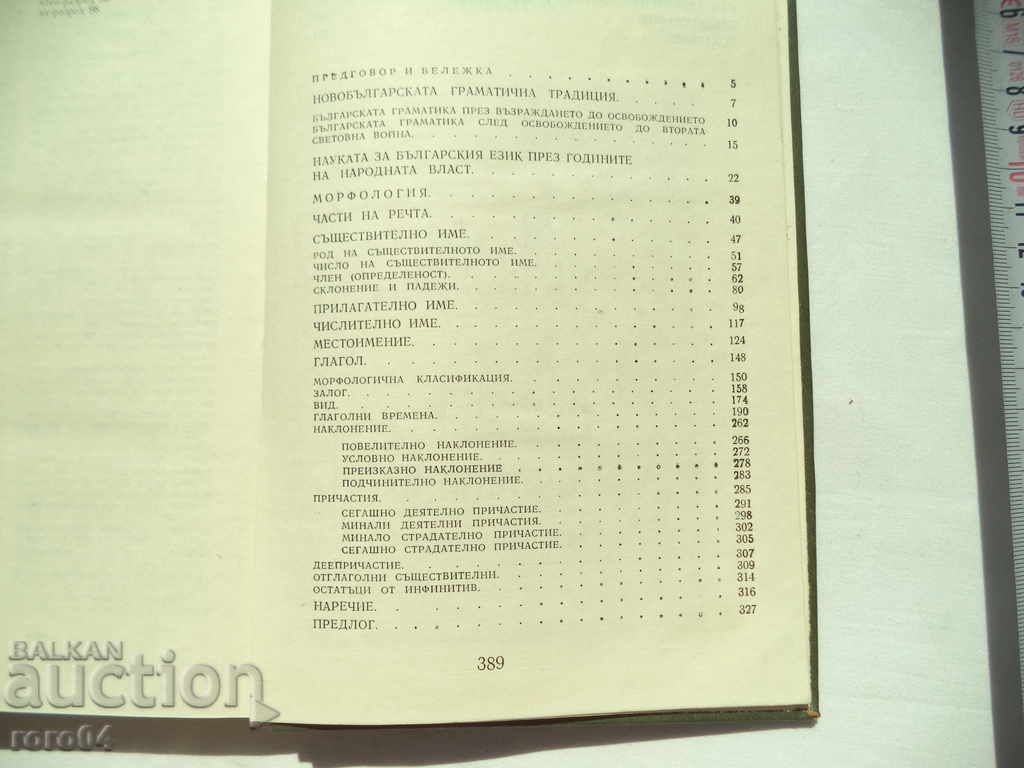 ПРЕДГОВОР И БЕЛЕЖКА . . . 5
НОВОБЪЛГАРСКАТА ГРАМАТИЧНА ТРАДИЦИЯ. . . . 7
БЪЛГАРСКАТА ГРАМАТИКА ПРЕЗ ВЪЗРАЖДАНЕТО ДО ОСВОБОЖДЕНИЕТО 10
БЪЛГАРСКАТА ГРАМАТИКА СЛЕД ОСВОБОЖДЕНИЕТО ДО ВТОРАТА
СВЕТОВНА ВОЙНА. . . . 15
НАУКАТА ЗА БЪЛГАРСКИЯ ЕЗИК ПРЕЗ ГОДИНИТЕ
НА НАРОДНАТА ВЛАСТ. . . . 22
МОРФОЛОГИЯ. . . . 39
ЧАСТИ НА РЕЧТА. . . . 40
СЪЩЕСТВИТЕЛНО ИМЕ. . . . 47
РОД НА СЪЩЕСТВИТЕЛНОТО ИМЕ. . . . 51
ЧИСЛО НА СЪЩЕСТВИТЕЛНОТО ИМЕ. . . . 57
ЧЛЕН (ОПРЕДЕЛЕНОСТ). . . . 62
СКЛОНЕНИЕ И ПАДЕЖИ. . . . 80
ПРИЛАГАТЕЛНО ИМЕ. . . . 98
ЧИСЛИТЕЛНО ИМЕ. . . . 117
МЕСТОИМЕНИЕ. . . . 124
ГЛАГОЛ. . . . 148
МОРФОЛОГИЧНА КЛАСИФИКАЦИЯ. . . . 150
ЗАЛОГ. . . . 158
ВИД. . . . 174
ГЛАГОЛНИ ВРЕМЕНА. . . . 190
НАКЛОНЕНИЕ. . . . 262
ПОВЕЛИТЕЛНО НАКЛОНЕНИЕ. . . . 266
УСЛОВНО НАКЛОНЕНИЕ. . . . 272
ПРЕИЗКАЗНО НАКЛОНЕНИЕ . . . 278
ПОДЧИНИТЕЛНО НАКЛОНЕНИЕ. . . . 283
ПРИЧАСТИЯ. . . . 285
СЕГАШНО ДЕЯТЕЛНО ПРИЧАСТИЕ. . . . 291
МИНАЛИ ДЕЯТЕЛНИ ПРИЧАСТИЯ. . . . 298
МИНАЛО СТРАДАТЕЛНО ПРИЧАСТИЕ. . . . 302
СЕГАШНО СТРАДАТЕЛНО ПРИЧАСТИЕ. . . . 305
ДЕЕПРИЧАСТИЕ. . . . 307
ОТГЛАГОЛНИ СЪЩЕСТВИТЕЛНИ. . . . 309
ОСТАТЪЦИ ОТ ИНФИНИТИВ. . . . 314
НАРЕЧИЕ. . . . 316
ПРЕДЛОГ. . . . 327
389
BALKAN
auction
roro04
8
9
10
11
12